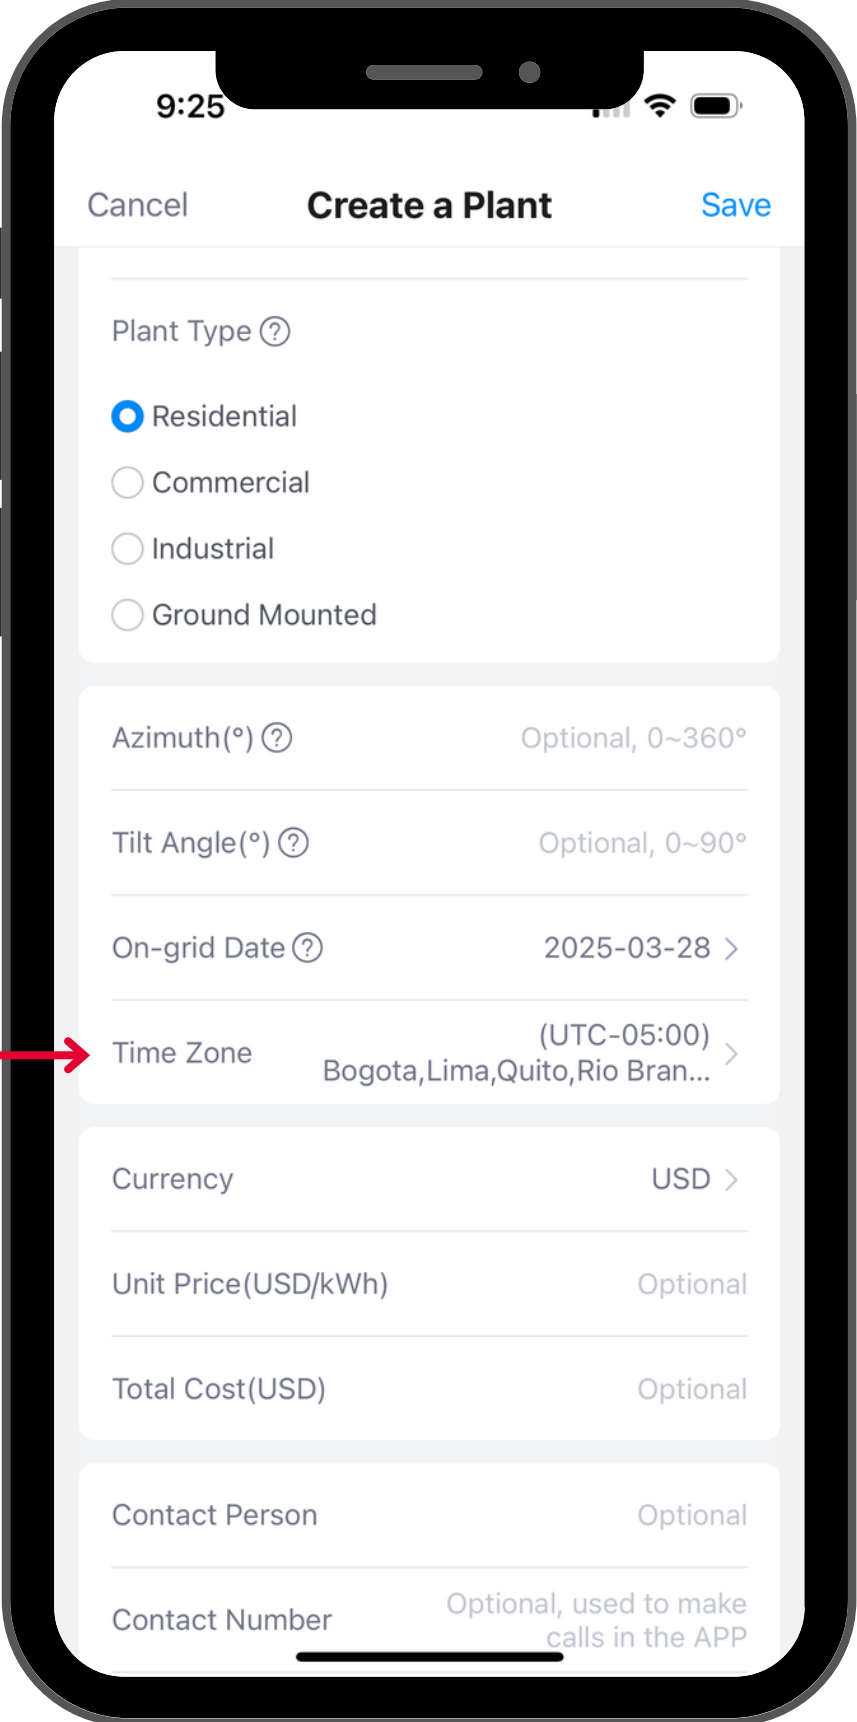 9:25
Cancel
Create a Plant
Save
Plant Type ?
Residential
Commercial
Industrial
Ground Mounted
Azimuth(°) ?
Optional, 0~360°
Tilt Angle(°) ?
Optional, 0~90°
On-grid Date ?
2025-03-28
Time Zone
(UTC-05:00)
Bogota,Lima,Quito,Rio Bran...
Currency
USD
Unit Price(USD/kWh)
Optional
Total Cost(USD)
Optional
Contact Person
Optional
Contact Number
Optional, used to make
calls in the APP